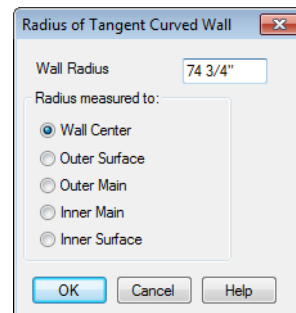 Radius of Tangent Curved Wall
Wall Radius 74 3/4"
Radius measured to:
Wall Center
Outer Surface
Outer Main
Inner Main
Inner Surface
OK Cancel Help